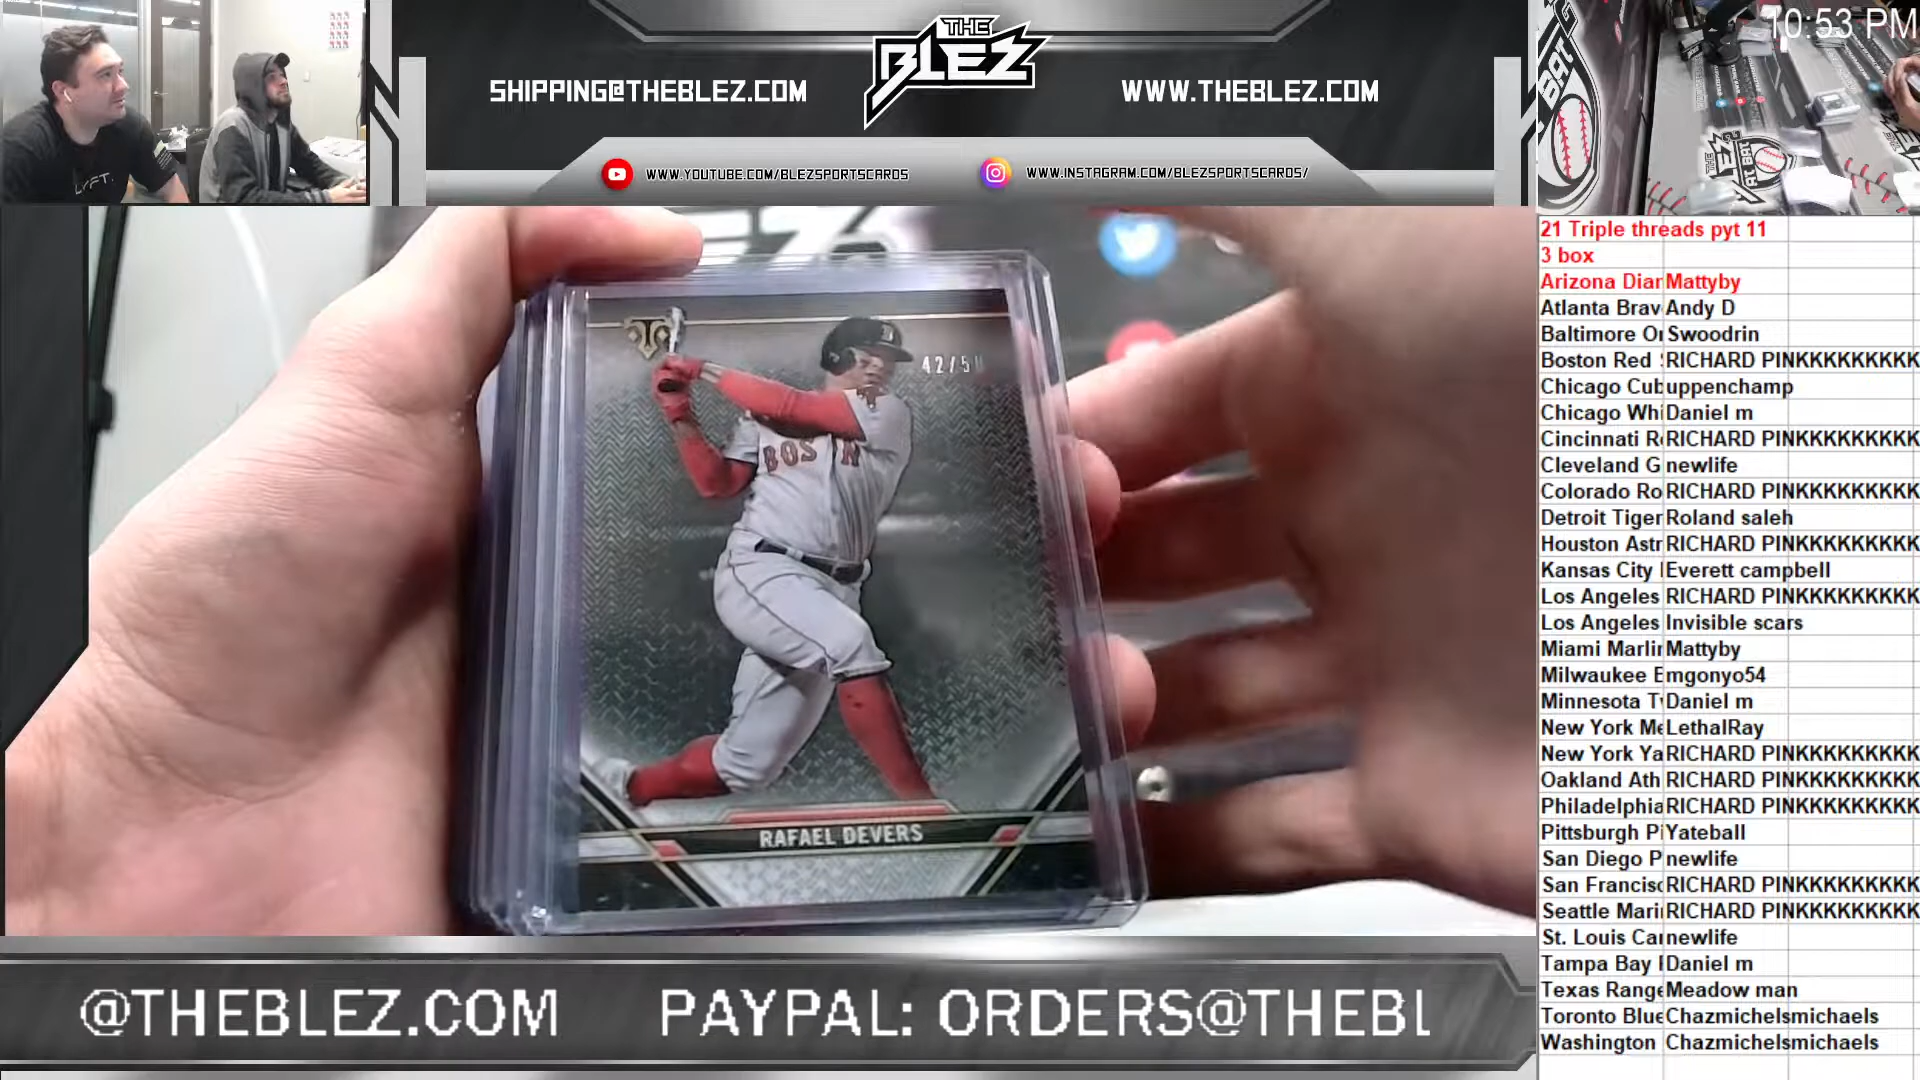 THE
BLEZ
SHIPPING@THEBLEZ.COM
WWW.THEBLEZ.COM
WWW.YOUTUBE.COM/BLEZSPORTSCARDS
WWW.INSTAGRAM.COM/BLEZSPORTSCARDS/
10:53 PM
21 Triple threads pyt 11
3 box
Arizona Diar Mattyby
Atlanta Brav Andy D
Baltimore O Swoodrin
Boston Red RICHARD PINKKKKKKKKK
Chicago Cub uppenchamp
Chicago Whi Daniel m
Cincinnati R RICHARD PINKKKKKKKKK
Cleveland G newlife
Colorado Ro RICHARD PINKKKKKKKKK
Detroit Tiger Roland saleh
Houston Astr RICHARD PINKKKKKKKKK
Kansas City Everett campbell
Los Angeles RICHARD PINKKKKKKKKK
Los Angeles Invisible scars
Miami Marlin Mattyby
Milwaukee B mgonyo54
Minnesota T Daniel m
New York Me LethalRay
New York Ya RICHARD PINKKKKKKKKK
Oakland Ath RICHARD PINKKKKKKKKK
Philadelphia RICHARD PINKKKKKKKKK
Pittsburgh Pi Yateball
San Diego P newlife
San Francisc RICHARD PINKKKKKKKKK
Seattle Mari RICHARD PINKKKKKKKKK
St. Louis Car newlife
Tampa Bay Daniel m
Texas Range Meadow man
Toronto Blue Chazmichelsmichaels
Washington Chazmichelsmichaels
42/50
BOSTON
RAFAEL DEVERS
@THEBLEZ.COM
PAYPAL: ORDERS@THEBL